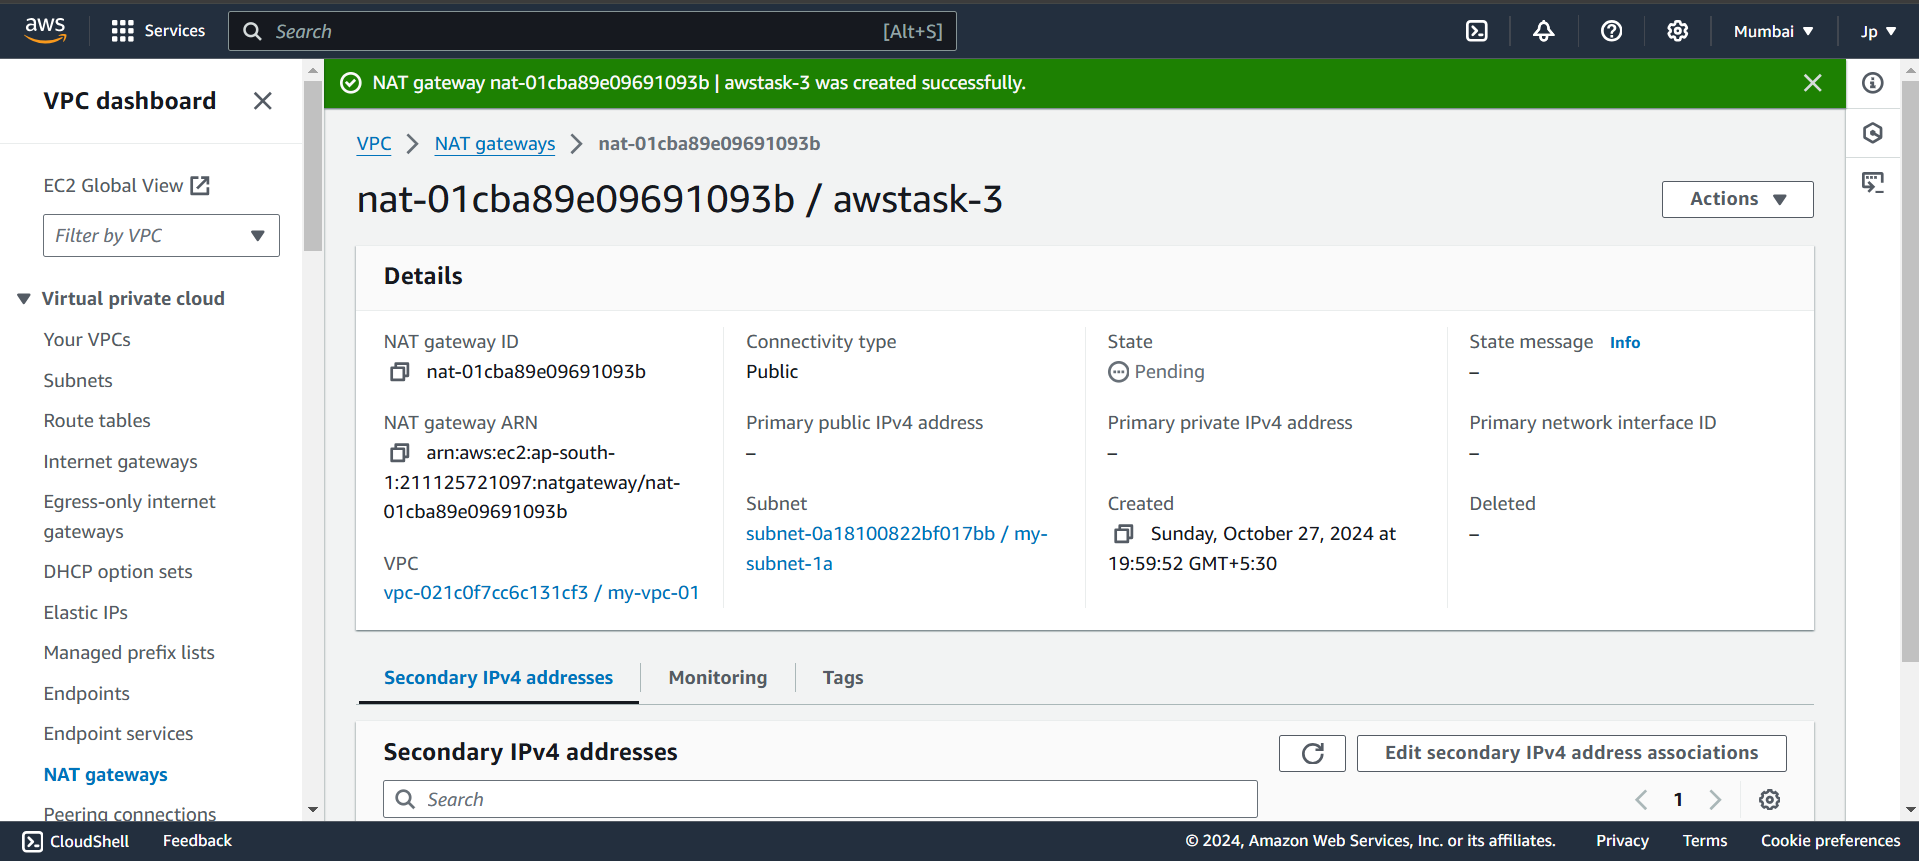 aws
Services
Search
[Alt+S]
Mumbai
Jp
VPC dashboard
EC2 Global View
Filter by VPC
Virtual private cloud
Your VPCs
Subnets
Route tables
Internet gateways
Egress-only internet
gateways
DHCP option sets
Elastic IPs
Managed prefix lists
Endpoints
Endpoint services
NAT gateways
Peering connections
NAT gateway nat-01cba89e09691093b | awstask-3 was created successfully.
VPC
NAT gateways
nat-01cba89e09691093b
nat-01cba89e09691093b / awstask-3
Actions
Details
NAT gateway ID
nat-01cba89e09691093b
NAT gateway ARN
arn:aws:ec2:ap-south-
1:211125721097:natgateway/nat-
01cba89e09691093b
VPC
vpc-021c0f7cc6c131cf3 / my-vpc-01
Connectivity type
Public
Primary public IPv4 address
–
Subnet
subnet-0a18100822bf017bb / my-
subnet-1a
State
Pending
Primary private IPv4 address
–
Created
Sunday, October 27, 2024 at
19:59:52 GMT+5:30
State message Info
–
Primary network interface ID
–
Deleted
–
Secondary IPv4 addresses
Monitoring
Tags
Secondary IPv4 addresses
Edit secondary IPv4 address associations
Search
1
CloudShell
Feedback
© 2024, Amazon Web Services, Inc. or its affiliates.
Privacy
Terms
Cookie preferences